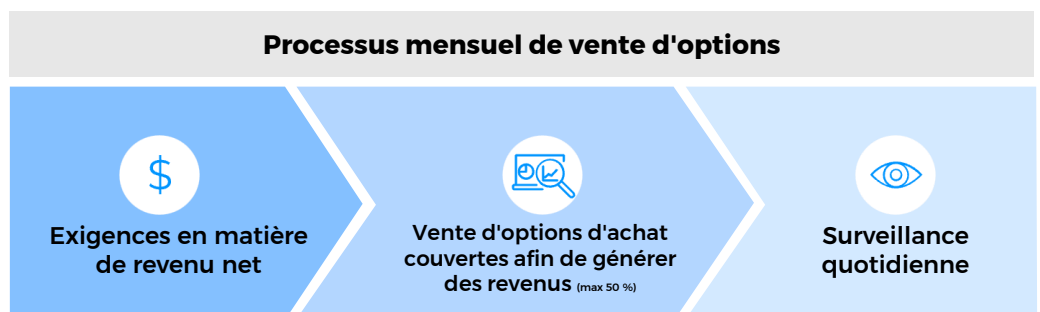 Processus mensuel de vente d'options
$
Exigences en matière
de revenu net
Vente d'options d'achat
couvertes afin de générer
des revenus (max 50 %)
Surveillance
quotidienne